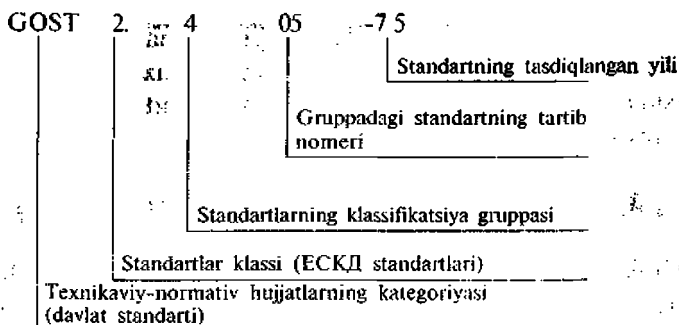 GOST 2. 4 05 -75
Standartning tasdiqlangan yili
Gruppadagi standartning tartib
nomeri
Standartlarning klassifikatsiya gruppasi
Standartlar klassi (ЕСКД standartlari)
Texnikaviy-normativ hujjatlarning kategoriyasi
(davlat standarti)